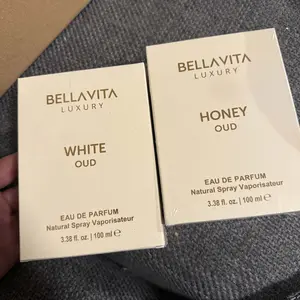 BELLAVITA
LUXURY
WHITE
OUD
EAU DE PARFUM
Natural Spray Vaporisateur
3.38 fl. oz. | 100 ml ℮
BELLAVITA
LUXURY
HONEY
OUD
EAU DE PARFUM
Natural Spray Vaporisateur
3.38 fl. oz. | 100 ml ℮